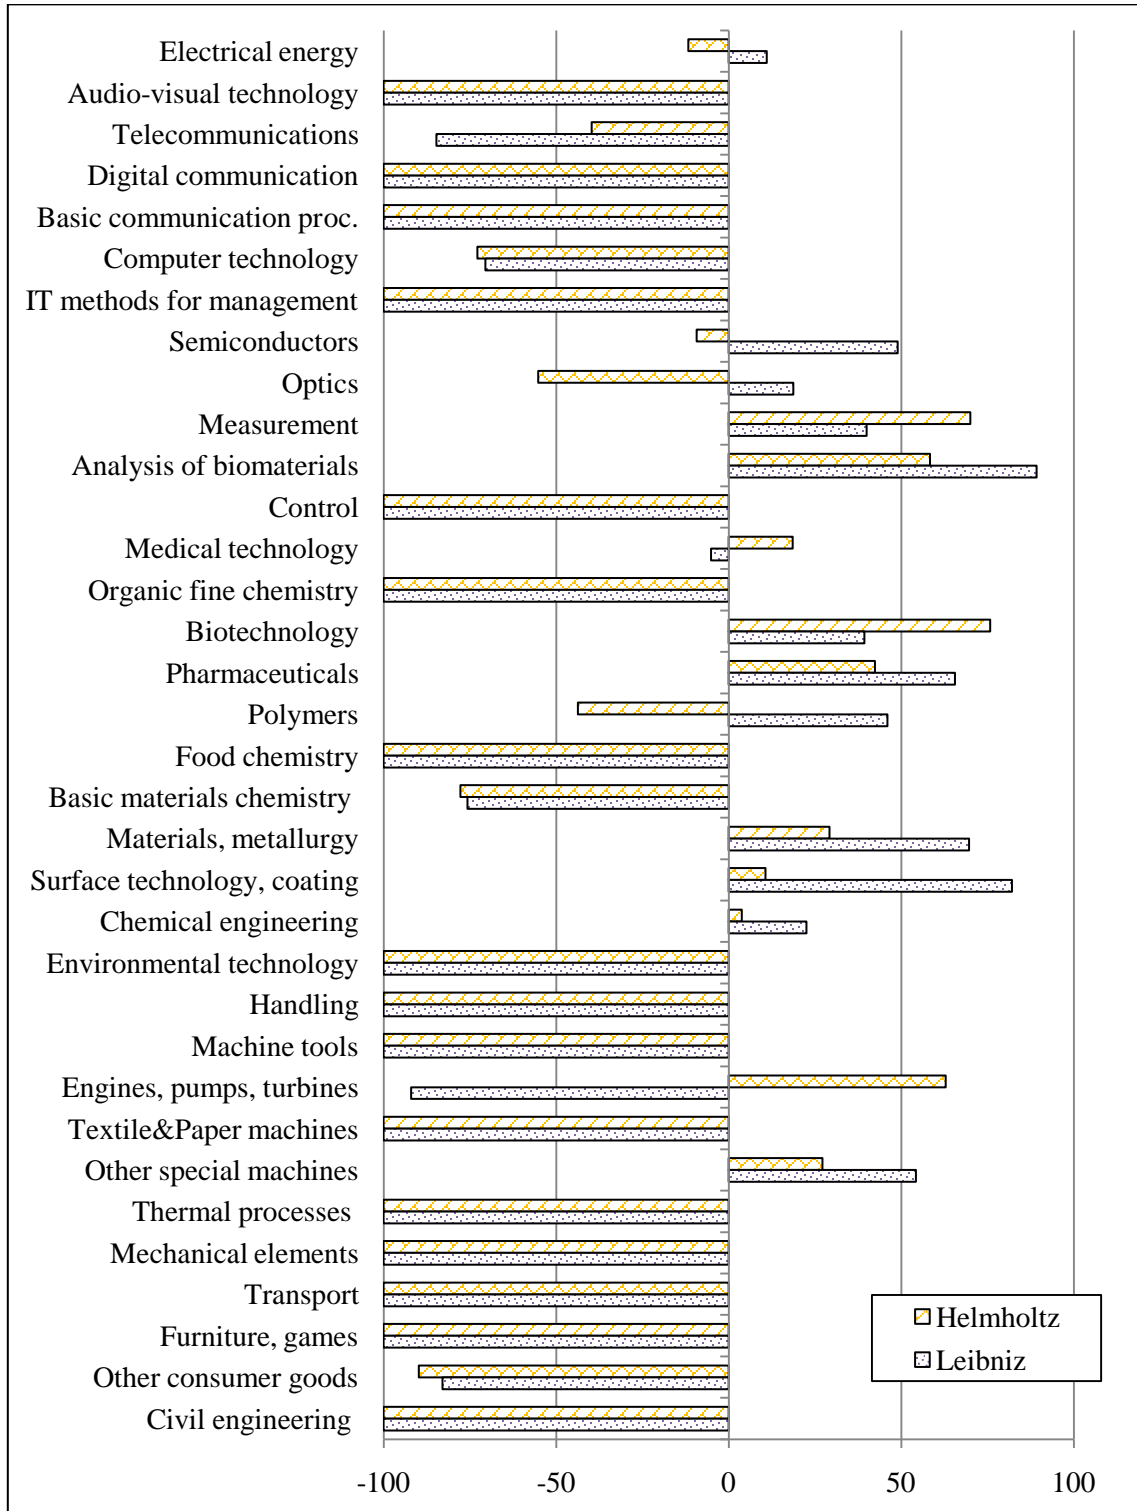 Electrical energy
Audio-visual technology
Telecommunications
Digital communication
Basic communication proc.
Computer technology
IT methods for management
Semiconductors
Optics
Measurement
Analysis of biomaterials
Control
Medical technology
Organic fine chemistry
Biotechnology
Pharmaceuticals
Polymers
Food chemistry
Basic materials chemistry
Materials, metallurgy
Surface technology, coating
Chemical engineering
Environmental technology
Handling
Machine tools
Engines, pumps, turbines
Textile&Paper machines
Other special machines
Thermal processes
Mechanical elements
Transport
Furniture, games
Other consumer goods
Civil engineering
Helmholtz
Leibniz
-100 -50 0 50 100